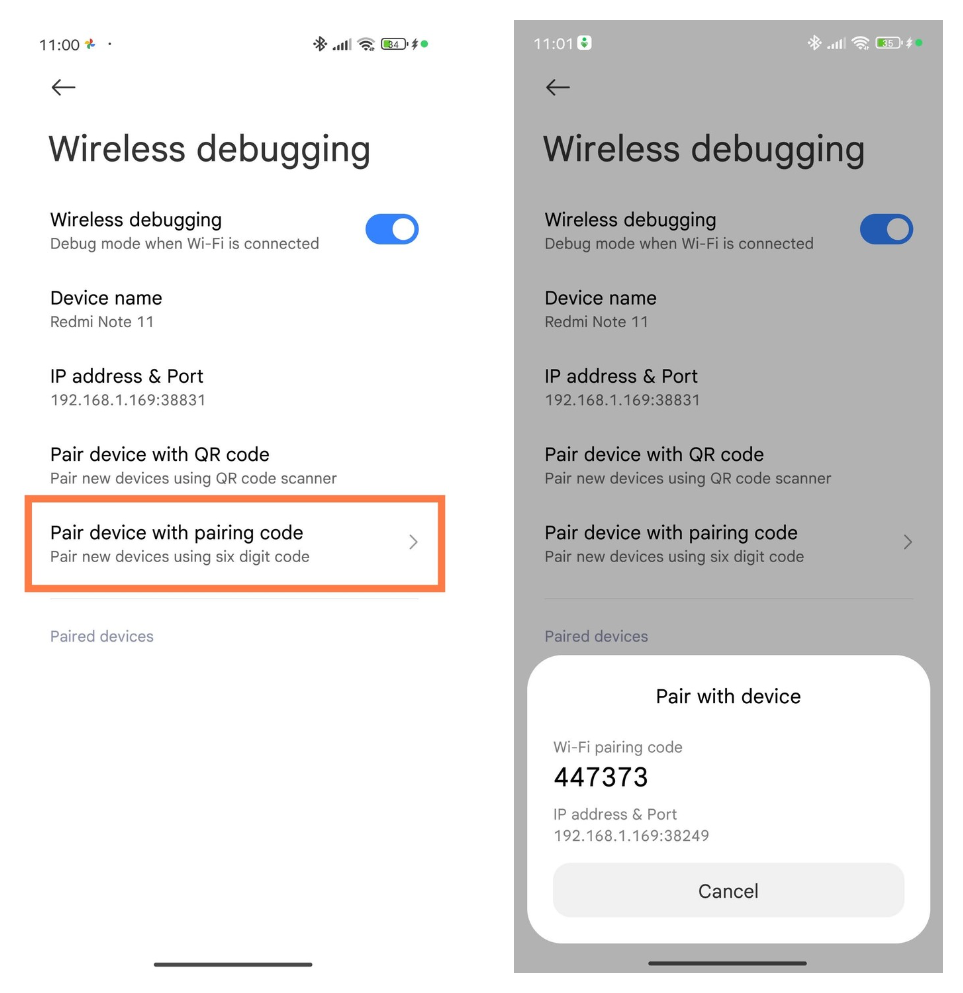 11:00
84
Wireless debugging
Wireless debugging
Debug mode when Wi-Fi is connected
Device name
Redmi Note 11
IP address & Port
192.168.1.169:38831
Pair device with QR code
Pair new devices using QR code scanner
Pair device with pairing code
Pair new devices using six digit code
Paired devices
11:01
35
Wireless debugging
Wireless debugging
Debug mode when Wi-Fi is connected
Device name
Redmi Note 11
IP address & Port
192.168.1.169:38831
Pair device with QR code
Pair new devices using QR code scanner
Pair device with pairing code
Pair new devices using six digit code
Paired devices
Pair with device
Wi-Fi pairing code
447373
IP address & Port
192.168.1.169:38249
Cancel